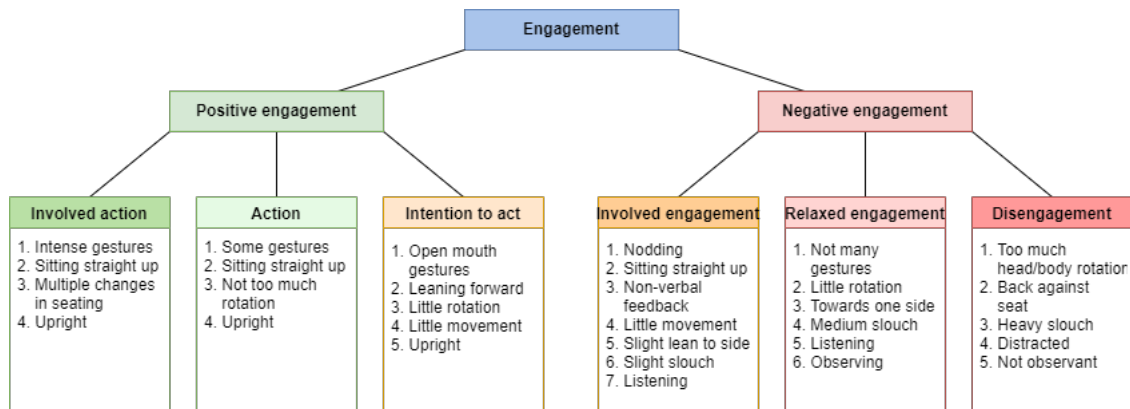 Engagement
Positive engagement
Negative engagement
Involved action
1. Intense gestures
2. Sitting straight up
3. Multiple changes
in seating
4. Upright
Action
1. Some gestures
2. Sitting straight up
3. Not too much
rotation
4. Upright
Intention to act
1. Open mouth
gestures
2. Leaning forward
3. Little rotation
4. Little movement
5. Upright
Involved engagement
1. Nodding
2. Sitting straight up
3. Non-verbal
feedback
4. Little movement
5. Slight lean to side
6. Slight slouch
7. Listening
Relaxed engagement
1. Not many
gestures
2. Little rotation
3. Towards one side
4. Medium slouch
5. Listening
6. Observing
Disengagement
1. Too much
head/body rotation
2. Back against
seat
3. Heavy slouch
4. Distracted
5. Not observant